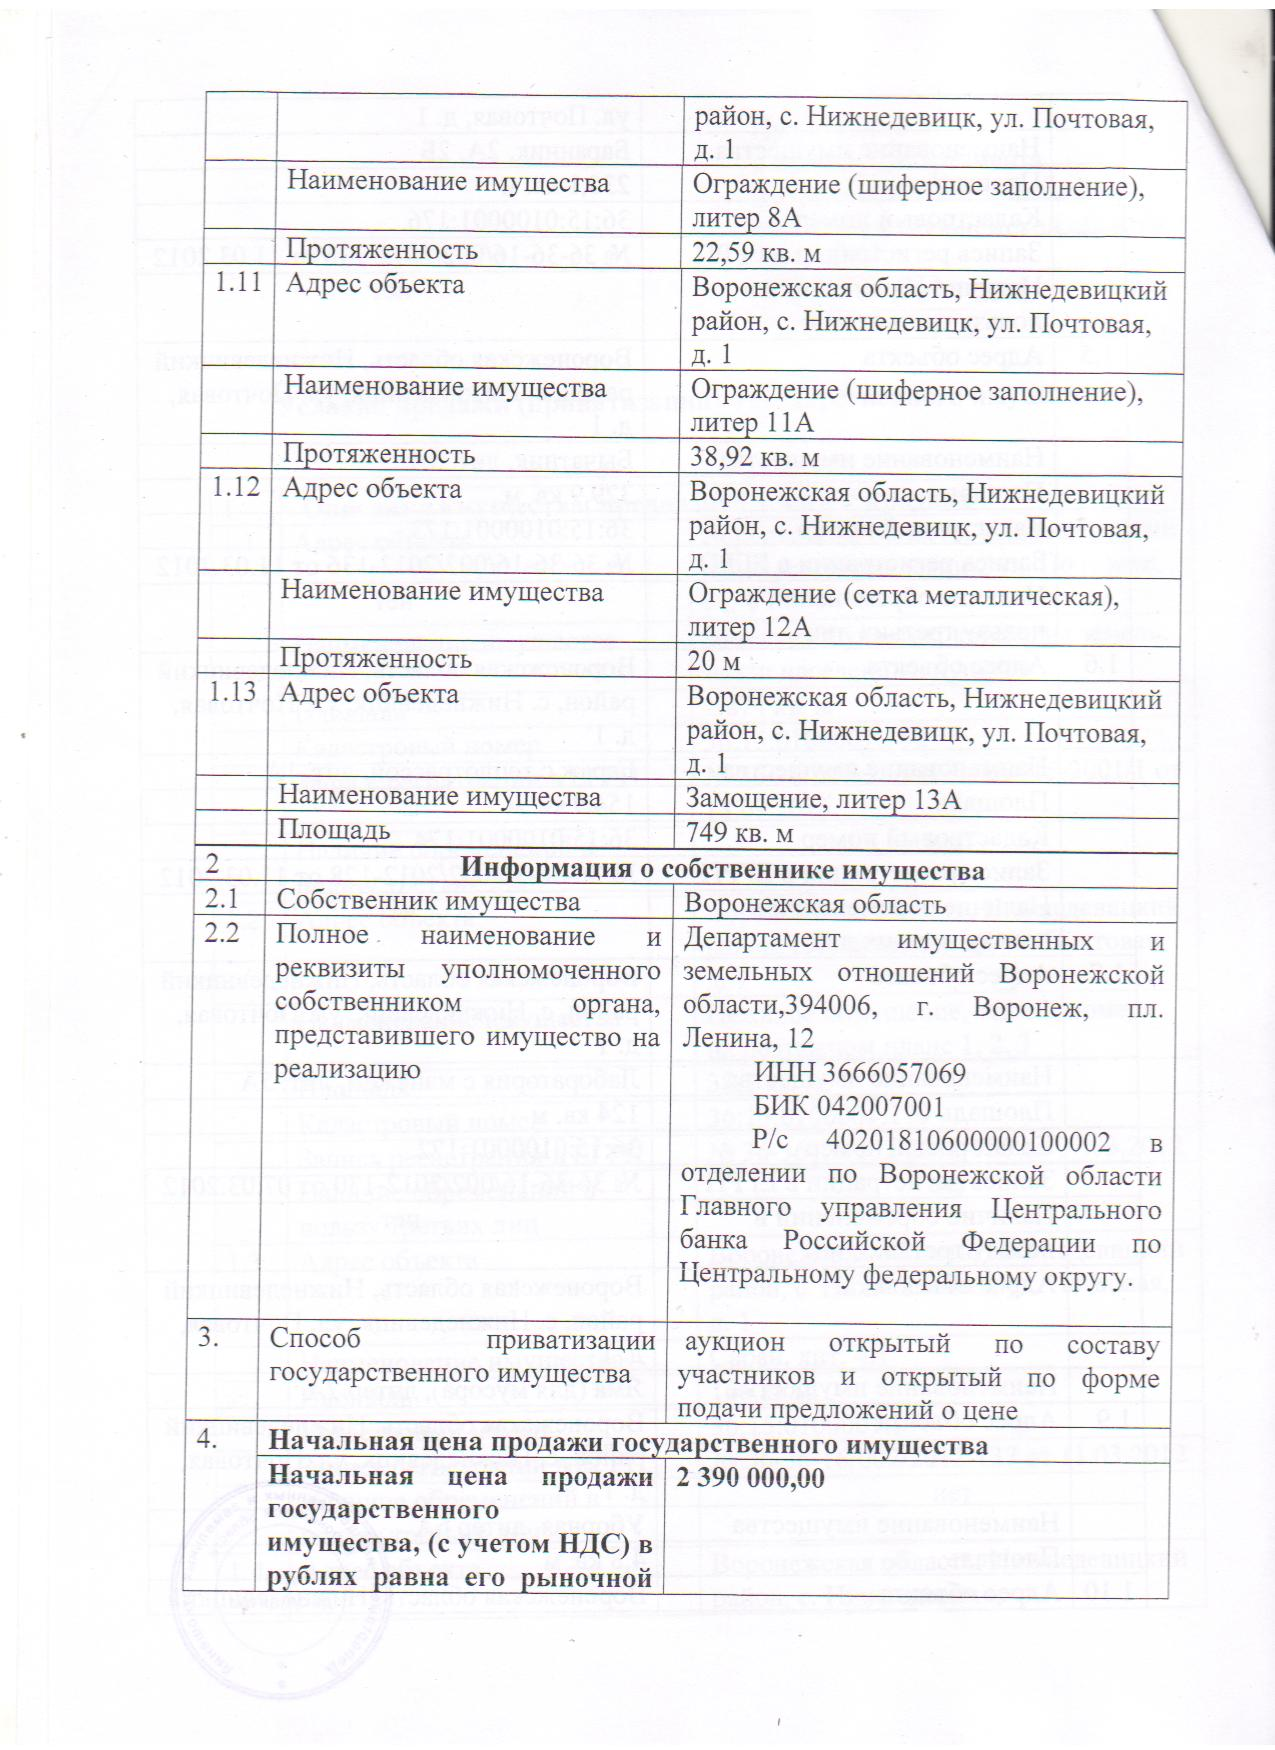 район, с. Нижнедевицк, ул. Почтовая,
д. 1
Наименование имущества
Ограждение (шиферное заполнение),
литер 8А
Протяженность
22,59 кв. м
1.11
Адрес объекта
Воронежская область, Нижнедевицкий
район, с. Нижнедевицк, ул. Почтовая,
д. 1
Наименование имущества
Ограждение (шиферное заполнение),
литер 11А
Протяженность
38,92 кв. м
1.12
Адрес объекта
Воронежская область, Нижнедевицкий
район, с. Нижнедевицк, ул. Почтовая,
д. 1
Наименование имущества
Ограждение (сетка металлическая),
литер 12А
Протяженность
20 м
1.13
Адрес объекта
Воронежская область, Нижнедевицкий
район, с. Нижнедевицк, ул. Почтовая,
д. 1
Наименование имущества
Замощение, литер 13А
Площадь
749 кв. м
2
Информация о собственнике имущества
2.1
Собственник имущества
Воронежская область
2.2
Полное наименование и
реквизиты уполномоченного
собственником органа,
представившего имущество на
реализацию
Департамент имущественных и
земельных отношений Воронежской
области,394006, г. Воронеж, пл.
Ленина, 12
ИНН 3666057069
БИК 042007001
Р/с 40201810600000100002 в
отделении по Воронежской области
Главного управления Центрального
банка Российской Федерации по
Центральному федеральному округу.
3.
Способ приватизации
государственного имущества
аукцион открытый по составу
участников и открытый по форме
подачи предложений о цене
4.
Начальная цена продажи государственного имущества
Начальная цена продажи
государственного
имущества, (с учетом НДС) в
рублях равна его рыночной
2 390 000,00